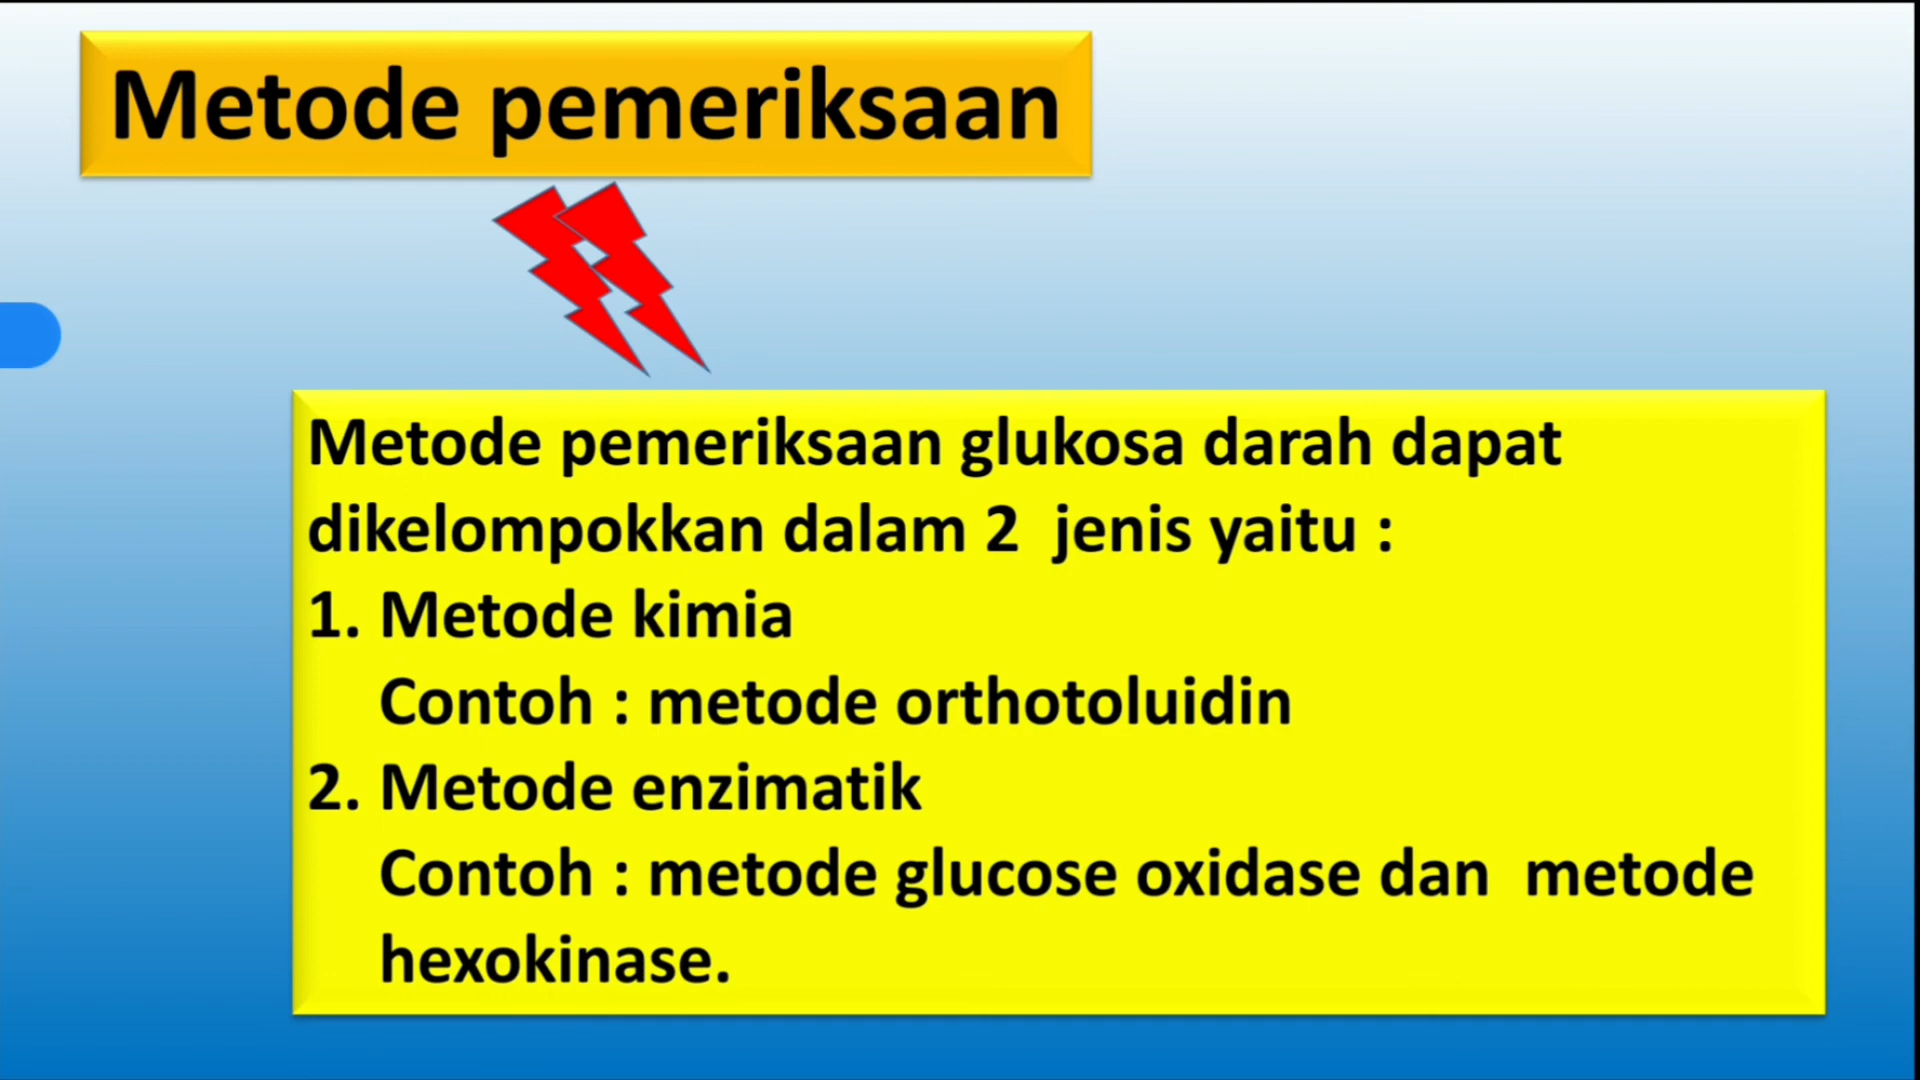 Metode pemeriksaan
Metode pemeriksaan glukosa darah dapat
dikelompokkan dalam 2 jenis yaitu :
1. Metode kimia
Contoh : metode orthotoluidin
2. Metode enzimatik
Contoh : metode glucose oxidase dan metode
hexokinase.